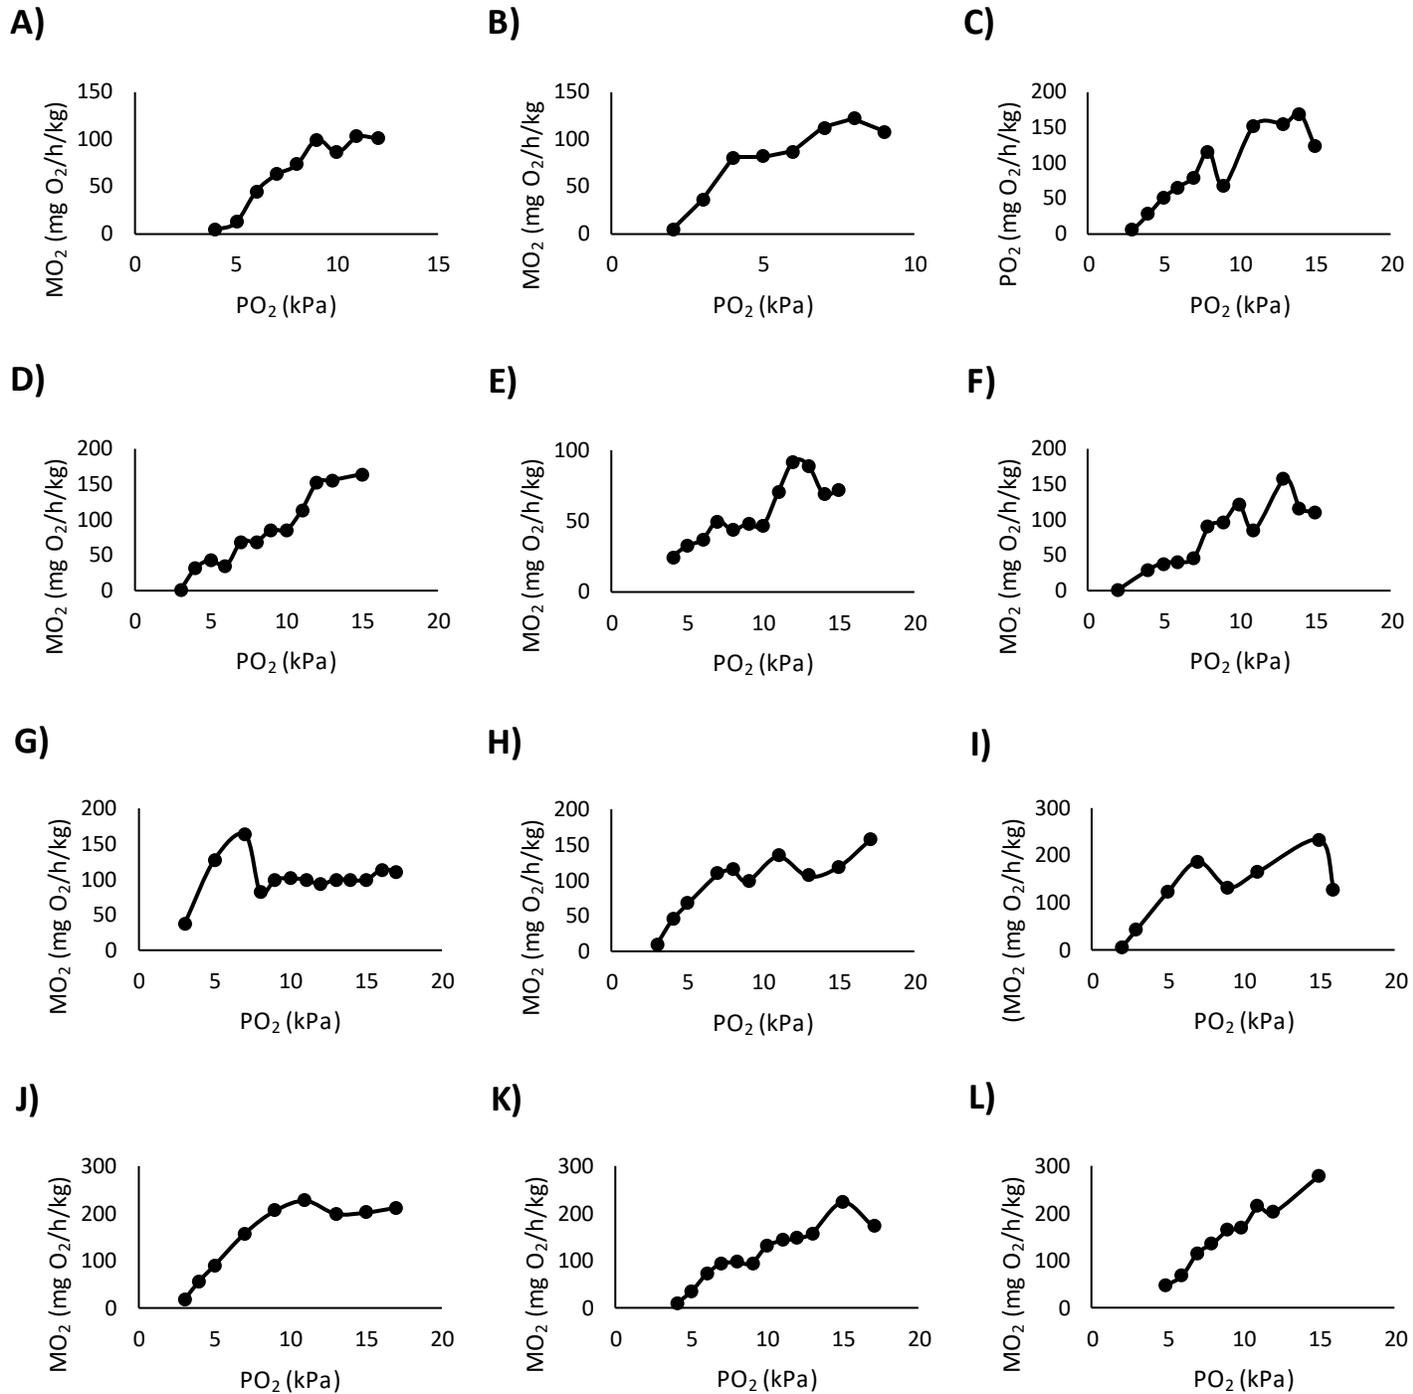 A)
MO2 (mg O2/h/kg)
150
100
50
0
0 5 10 15
PO2 (kPa)
B)
MO2 (mg O2/h/kg
150
100
50
0
0 5 10
PO2 (kPa)
C)
PO2 (mg O2/h/kg)
200
150
100
50
0
0 5 10 15 20
PO2 (kPa)
D)
MO2 (mg O2/h/kg)
200
150
100
50
0
0 5 10 15 20
PO2 (kPa)
E)
MO2 (mg O2/h/kg)
100
50
0
0 5 10 15 20
PO2 (kPa)
F)
MO2 (mg O2/h/kg)
200
150
100
50
0
0 5 10 15 20
PO2 (kPa)
G)
MO2 (mg O2/h/kg)
200
150
100
50
0
0 5 10 15 20
PO2 (kPa)
H)
MO2 (mg O2/h/kg)
200
150
100
50
0
0 5 10 15 20
PO2 (kPa)
I)
(MO2 (mg O2/h/kg)
300
200
100
0
0 5 10 15 20
PO2 (kPa)
J)
MO2 (mg O2/h/kg)
300
200
100
0
0 5 10 15 20
PO2 (kPa)
K)
MO2 (mg O2/h/kg)
300
200
100
0
0 5 10 15 20
PO2 (kPa)
L)
MO2 (mg O2/h/kg)
300
200
100
0
0 5 10 15 20
PO2 (kPa)